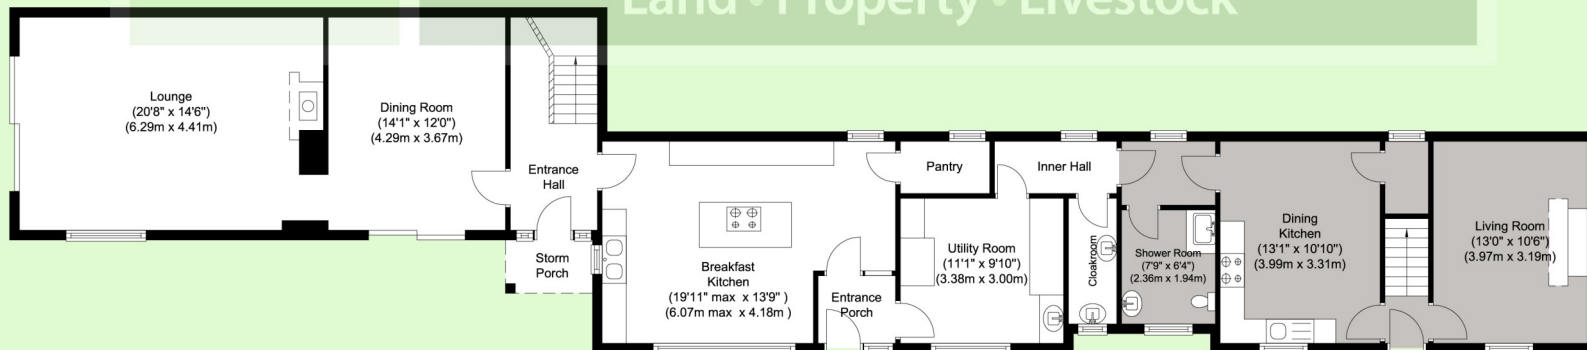 Land • Property • Livestock
Lounge
(20'8" x 14'6")
(6.29m x 4.41m)
Dining Room
(14'1" x 12'0")
(4.29m x 3.67m)
Entrance
Hall
Storm
Porch
Breakfast
Kitchen
(19'11" max x 13'9" )
(6.07m max x 4.18m )
Entrance
Porch
Pantry
Inner Hall
Utility Room
(11'1" x 9'10")
(3.38m x 3.00m)
Cloakroom
Shower Room
(7'9" x 6'4")
(2.36m x 1.94m)
Dining
Kitchen
(13'1" x 10'10")
(3.99m x 3.31m)
Living Room
(13'0" x 10'6")
(3.97m x 3.19m)